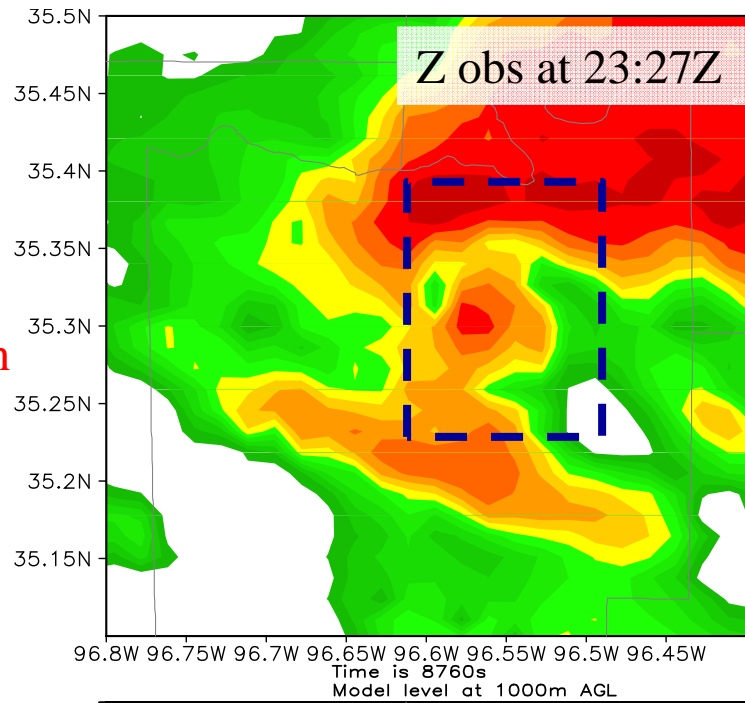 Z obs at 23:27Z
35.5N
35.45N
35.4N
35.35N
35.3N
35.25N
35.2N
35.15N
96.8W 96.75W 96.7W 96.65W 96.6W 96.55W 96.5W 96.45W
Time is 8760s
Model level at 1000m AGL